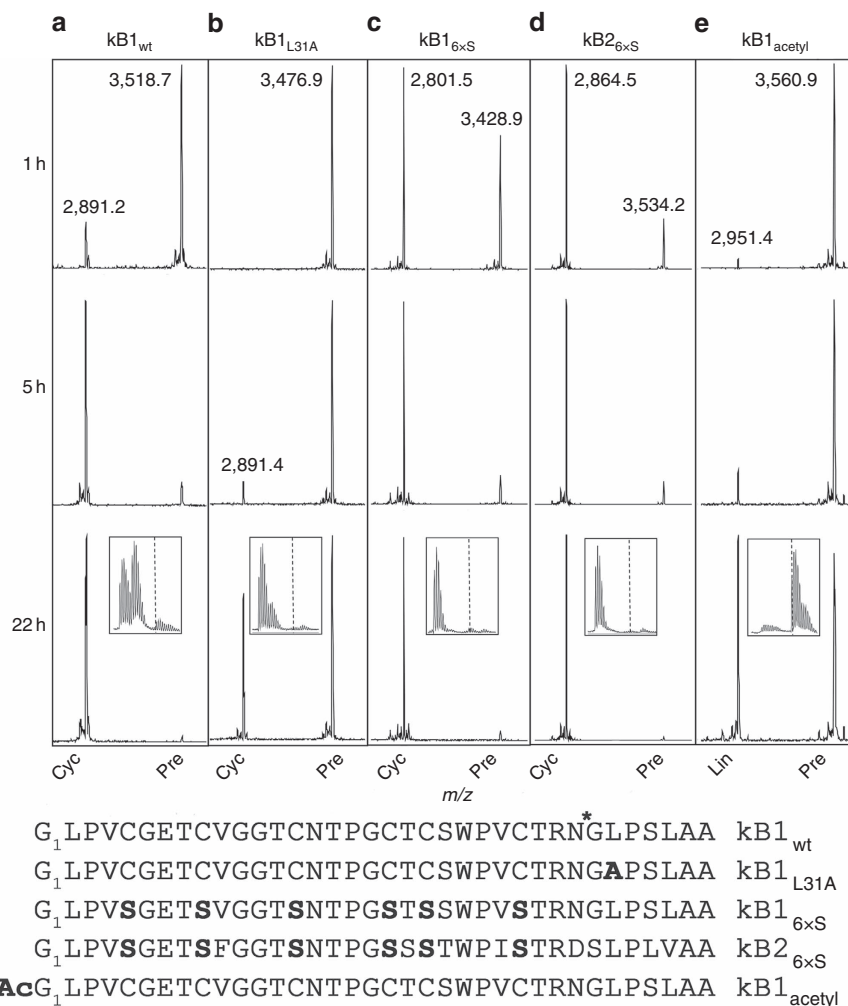 a b c d e
kB1wt kB1L31A kB16×S kB26×S kB1acetyl
3,518.7 3,476.9 2,801.5 2,864.5 3,560.9
3,428.9
1 h
2,891.2 3,534.2
2,951.4
5 h
2,891.4
22 h
Cyc Pre Cyc Pre Cyc Pre Cyc Pre Lin Pre
m/z
*
G1LPVCGETCVGGTCNTPGCTCSWPVCTRNGLPSLAA kB1wt
G1LPVCGETCVGGTCNTPGCTCSWPVCTRNGAPSLAA kB1L31A
G1LPVSGETSVGGTSNTPGSTSSWPVSTRNGLPSLAA kB16×S
G1LPVSGETSFGGTSNTPGSSSTWPISTRDSLPLVAA kB26×S
AcG1LPVCGETCVGGTCNTPGCTCSWPVCTRNGLPSLAA kB1acetyl